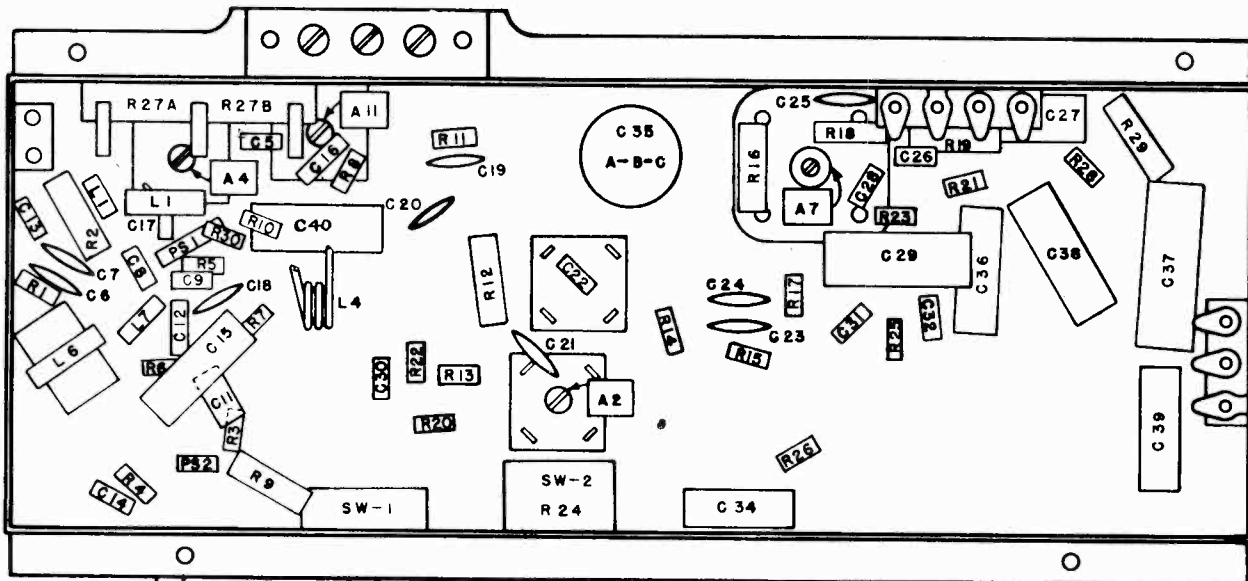 R27A
R27B
A11
C5
C16
R8
A4
R11
C19
C35
A-B-C
C25
R18
C27
R19
C26
R29
R28
R16
A7
C28
R21
R23
C13
R2
L1
L1
C17
PS1
R30
R10
C40
C20
C7
C6
R1
C8
R5
C9
C18
L4
R12
C22
C29
C36
C38
C37
L7
C12
C15
R7
L6
R6
C11
R3
C21
C24
C23
R17
R14
R15
C31
R25
C32
C30
R22
R13
R20
A2
C39
R26
PS2
R9
R4
C14
SW-1
SW-2
R24
C34